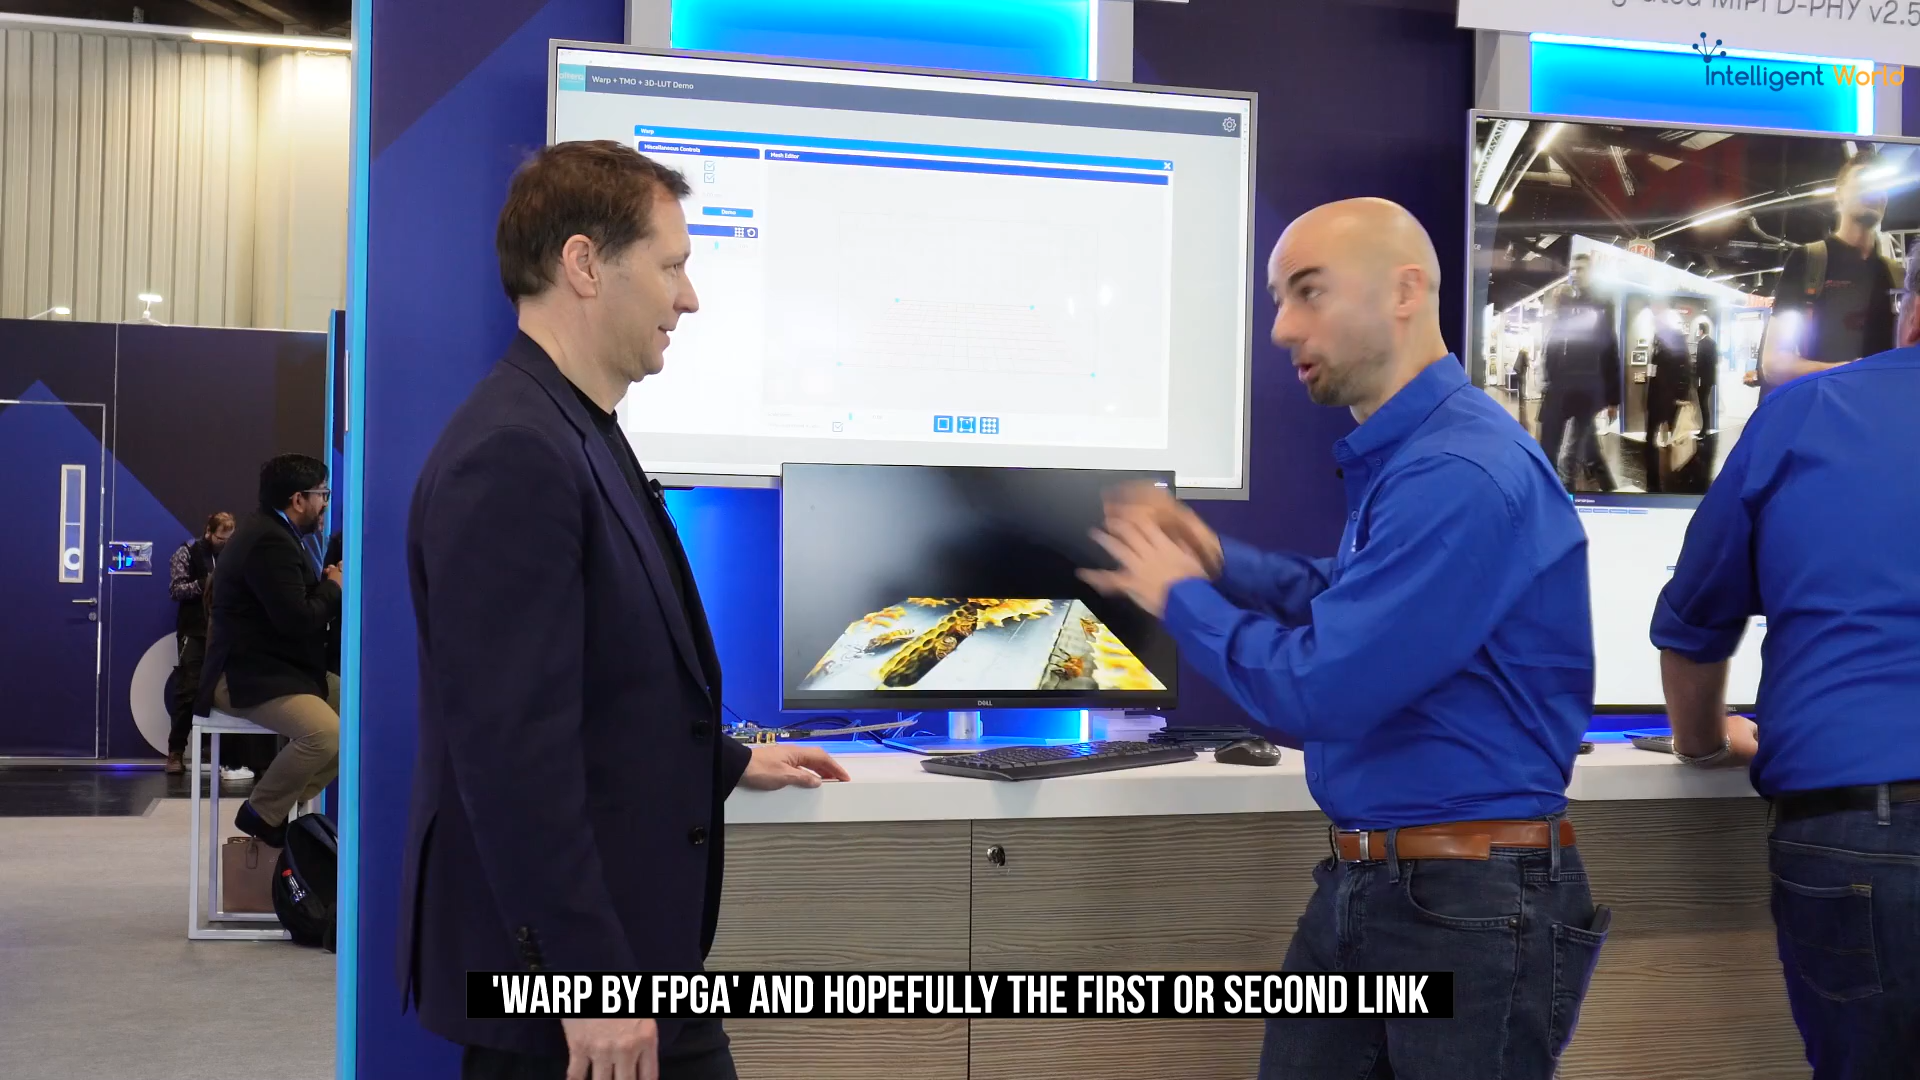 MIPI D-PHY v2.5
Intelligent World
altera
Warp + TMO + 3D-LUT Demo
Warp
Miscellaneous Controls
Mesh Editor
Demo
DELL
'WARP BY FPGA' AND HOPEFULLY THE FIRST OR SECOND LINK